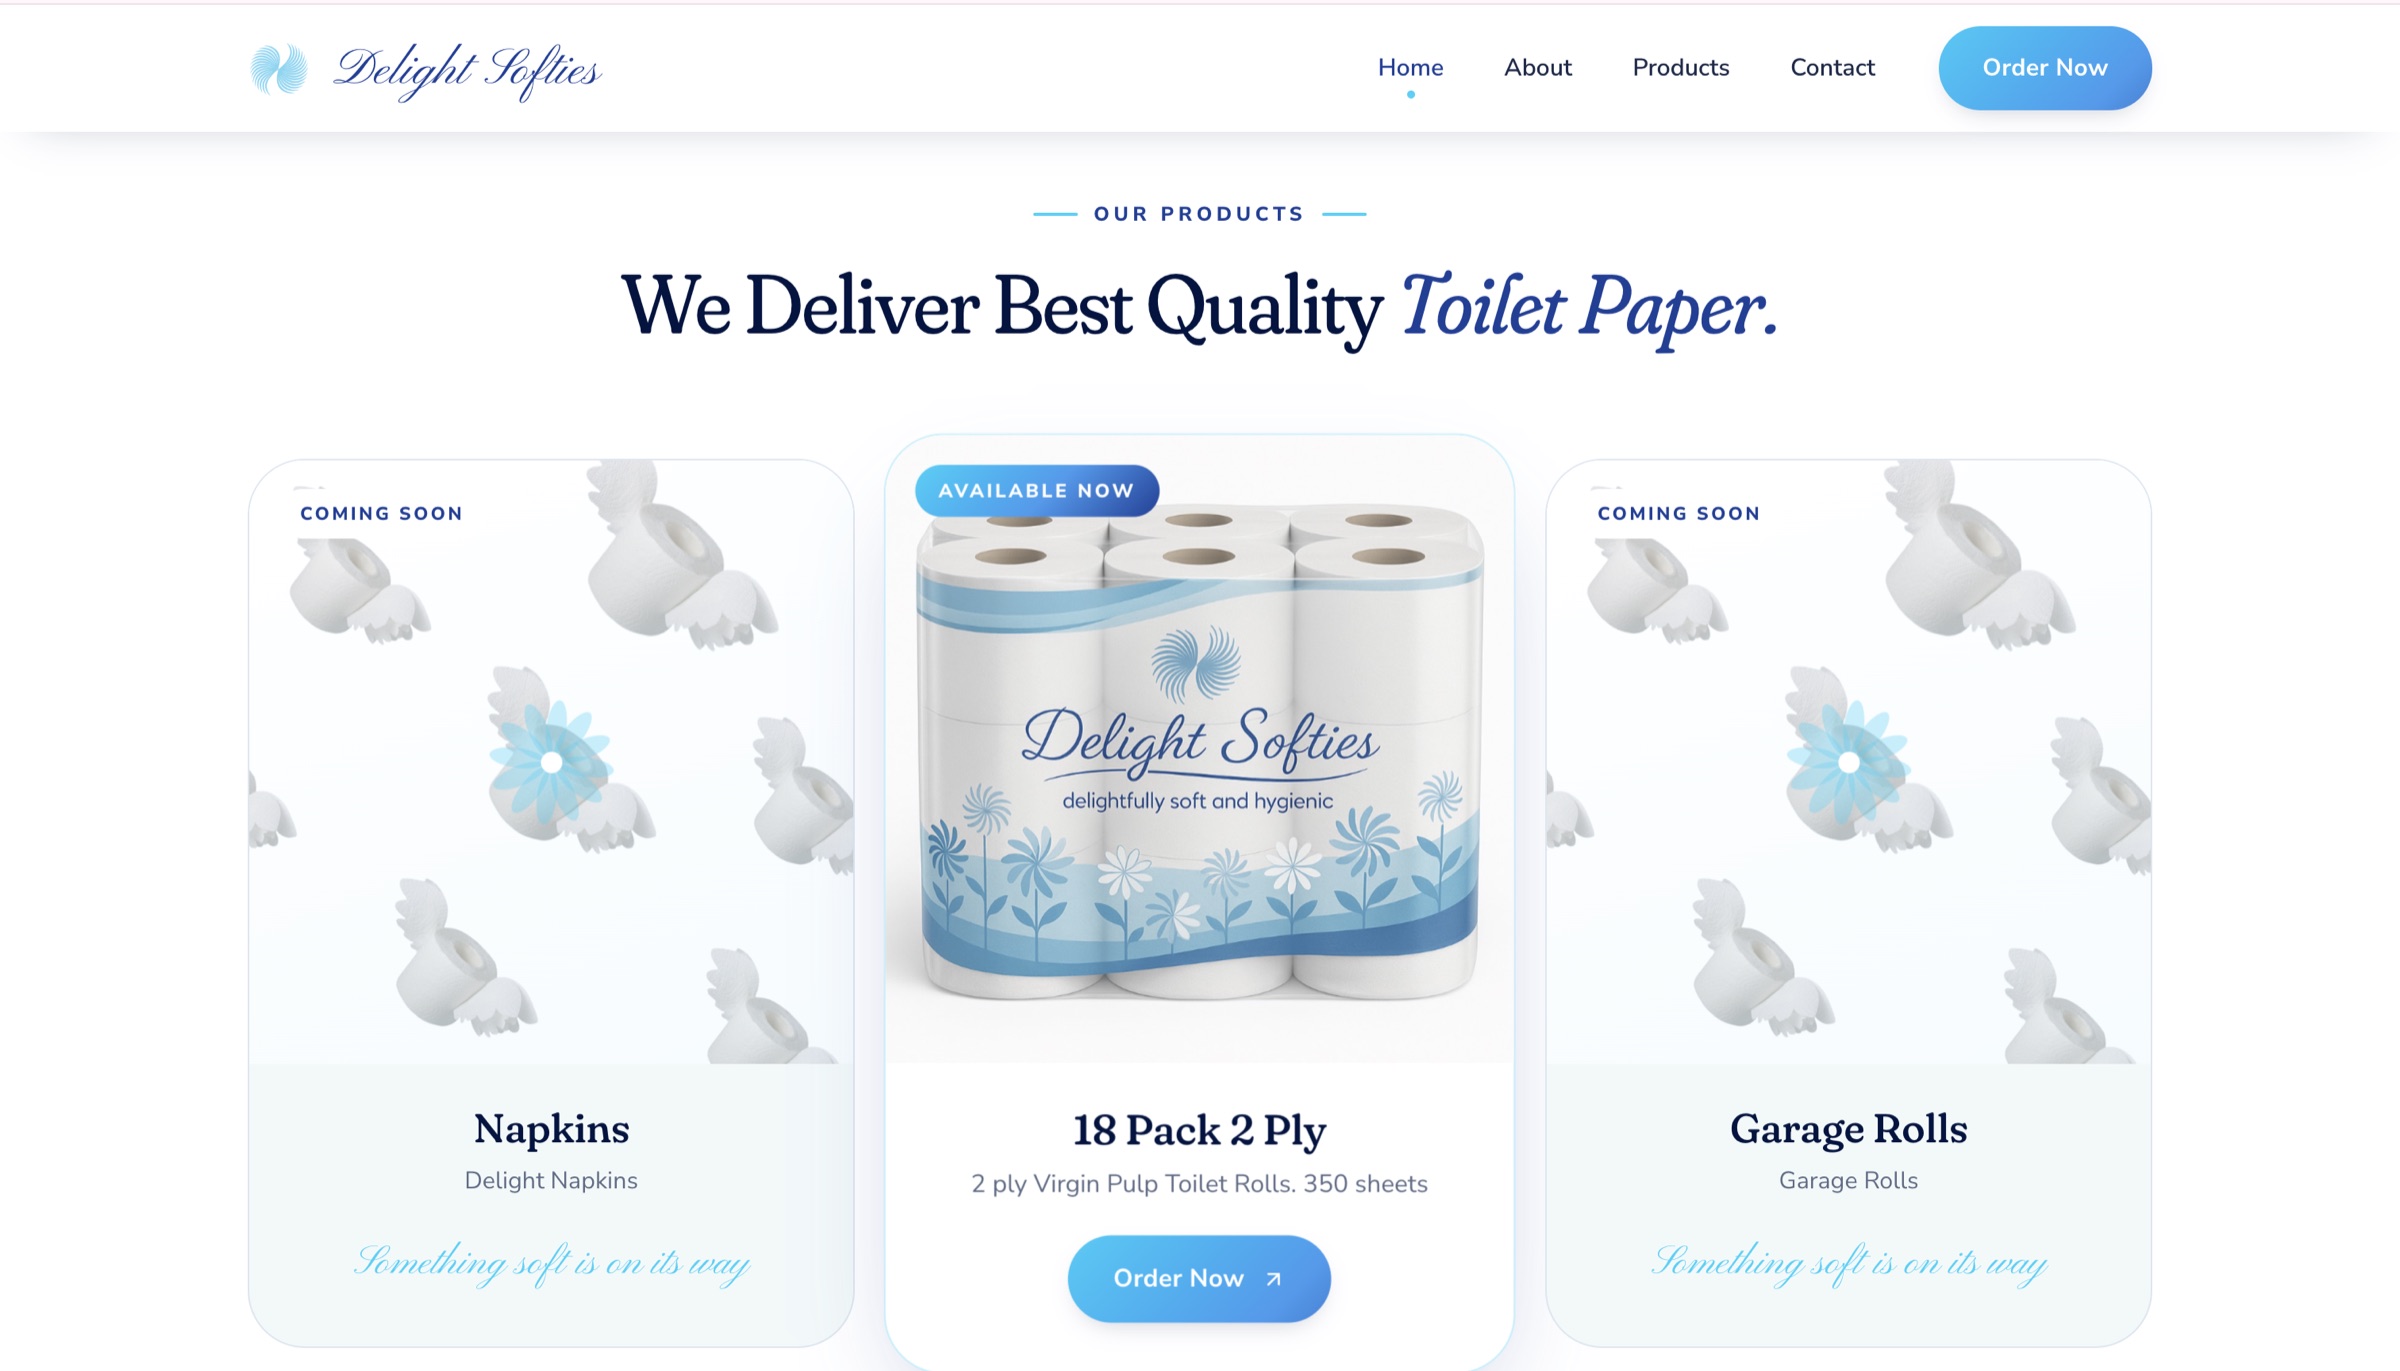 Delight Softies
Home About Products Contact Order Now
OUR PRODUCTS
We Deliver Best Quality Toilet Paper.
COMING SOON
Napkins
Delight Napkins
Something soft is on its way
AVAILABLE NOW
Delight Softies
delightfully soft and hygienic
18 Pack 2 Ply
2 ply Virgin Pulp Toilet Rolls. 350 sheets
Order Now
COMING SOON
Garage Rolls
Garage Rolls
Something soft is on its way